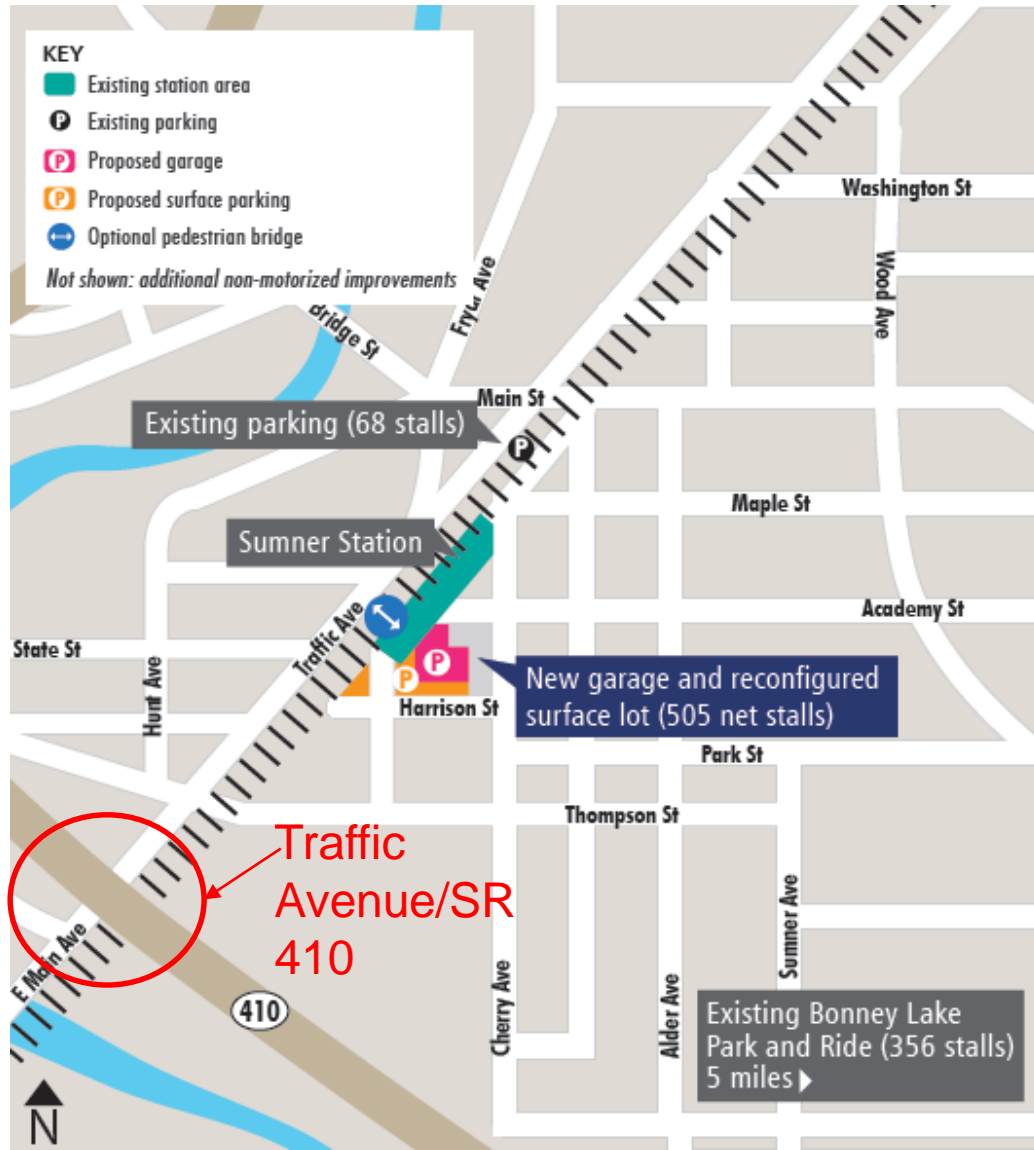 KEY
Existing station area
P Existing parking
P Proposed garage
P Proposed surface parking
Optional pedestrian bridge
Not shown: additional non-motorized improvements
Washington St
Wood Ave
Fryar Ave
Bridge St
Main St
Existing parking (68 stalls)
P
Maple St
Sumner Station
Academy St
Traffic Ave
State St
P
P
New garage and reconfigured
surface lot (505 net stalls)
Hunt Ave
Harrison St
Park St
Thompson St
Traffic
Avenue/SR
410
E Main Ave
Sumner Ave
410
Cherry Ave
Alder Ave
Existing Bonney Lake
Park and Ride (356 stalls)
5 miles
N